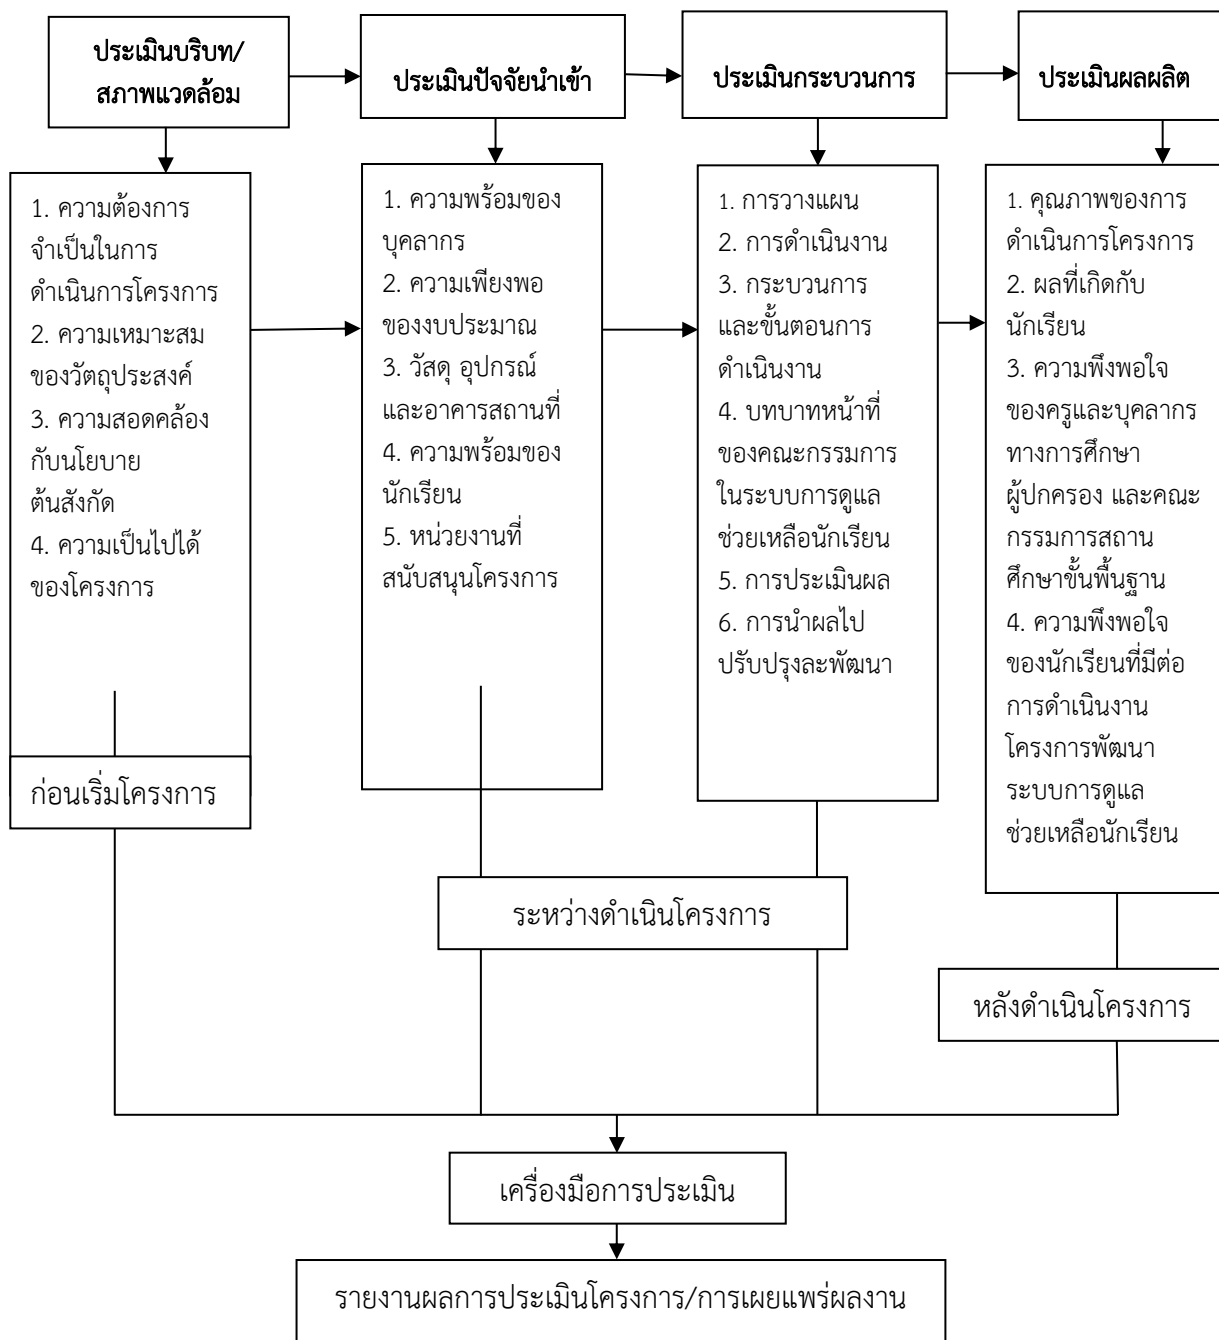 ประเมินบริบท/
สภาพแวดล้อม
ประเมินปัจจัยนำเข้า
ประเมินกระบวนการ
ประเมินผลผลิต
1. ความต้องการ
จำเป็นในการ
ดำเนินการโครงการ
2. ความเหมาะสม
ของวัตถุประสงค์
3. ความสอดคล้อง
กับนโยบาย
ต้นสังกัด
4. ความเป็นไปได้
ของโครงการ
1. ความพร้อมของ
บุคลากร
2. ความเพียงพอ
ของงบประมาณ
3. วัสดุ อุปกรณ์
และอาคารสถานที่
4. ความพร้อมของ
นักเรียน
5. หน่วยงานที่
สนับสนุนโครงการ
1. การวางแผน
2. การดำเนินงาน
3. กระบวนการ
และขั้นตอนการ
ดำเนินงาน
4. บทบาทหน้าที่
ของคณะกรรมการ
ในระบบการดูแล
ช่วยเหลือนักเรียน
5. การประเมินผล
6. การนำผลไป
ปรับปรุงละพัฒนา
1. คุณภาพของการ
ดำเนินการโครงการ
2. ผลที่เกิดกับ
นักเรียน
3. ความพึงพอใจ
ของครูและบุคลากร
ทางการศึกษา
ผู้ปกครอง และคณะ
กรรมการสถาน
ศึกษาขั้นพื้นฐาน
4. ความพึงพอใจ
ของนักเรียนที่มีต่อ
การดำเนินงาน
โครงการพัฒนา
ระบบการดูแล
ช่วยเหลือนักเรียน
ก่อนเริ่มโครงการ
ระหว่างดำเนินโครงการ
หลังดำเนินโครงการ
เครื่องมือการประเมิน
รายงานผลการประเมินโครงการ/การเผยแพร่ผลงาน